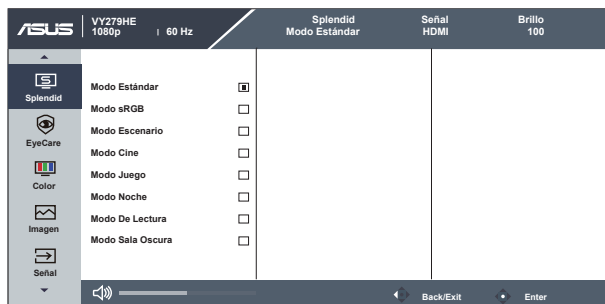 ASUS
VY279HE
1080p | 60 Hz
Splendid
Modo Estándar
Señal
HDMI
Brillo
100
Splendid
EyeCare
Color
Imagen
Señal
Modo Estándar
Modo sRGB
Modo Escenario
Modo Cine
Modo Juego
Modo Noche
Modo De Lectura
Modo Sala Oscura
Back/Exit
Enter